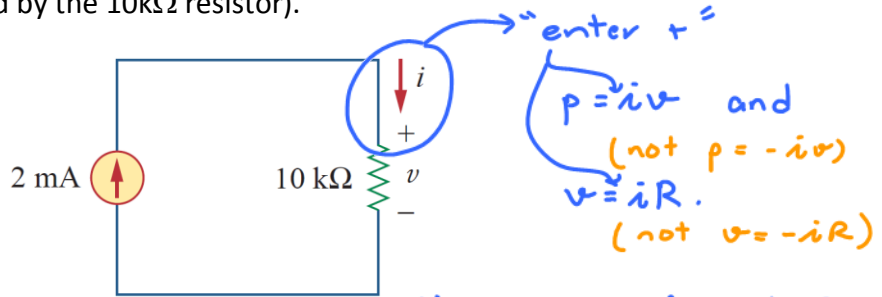 d by the 10kΩ resistor).
"enter +"
i
p = iv and
+
(not p = -iv)
2 mA
10 kΩ
v
v = iR.
−
(not v = -iR)